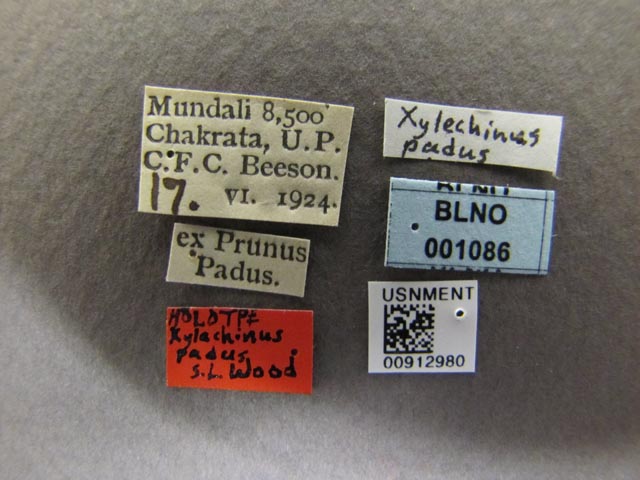 Mundali 8,500'
Chakrata, U.P.
C.F.C. Beeson.
17. VI. 1924.
ex Prunus
Padus.
HOLOTYPE
Xylechinus
padus
S.L. Wood
Xylechinus
padus
BLNO
001086
USNMENT
00912980